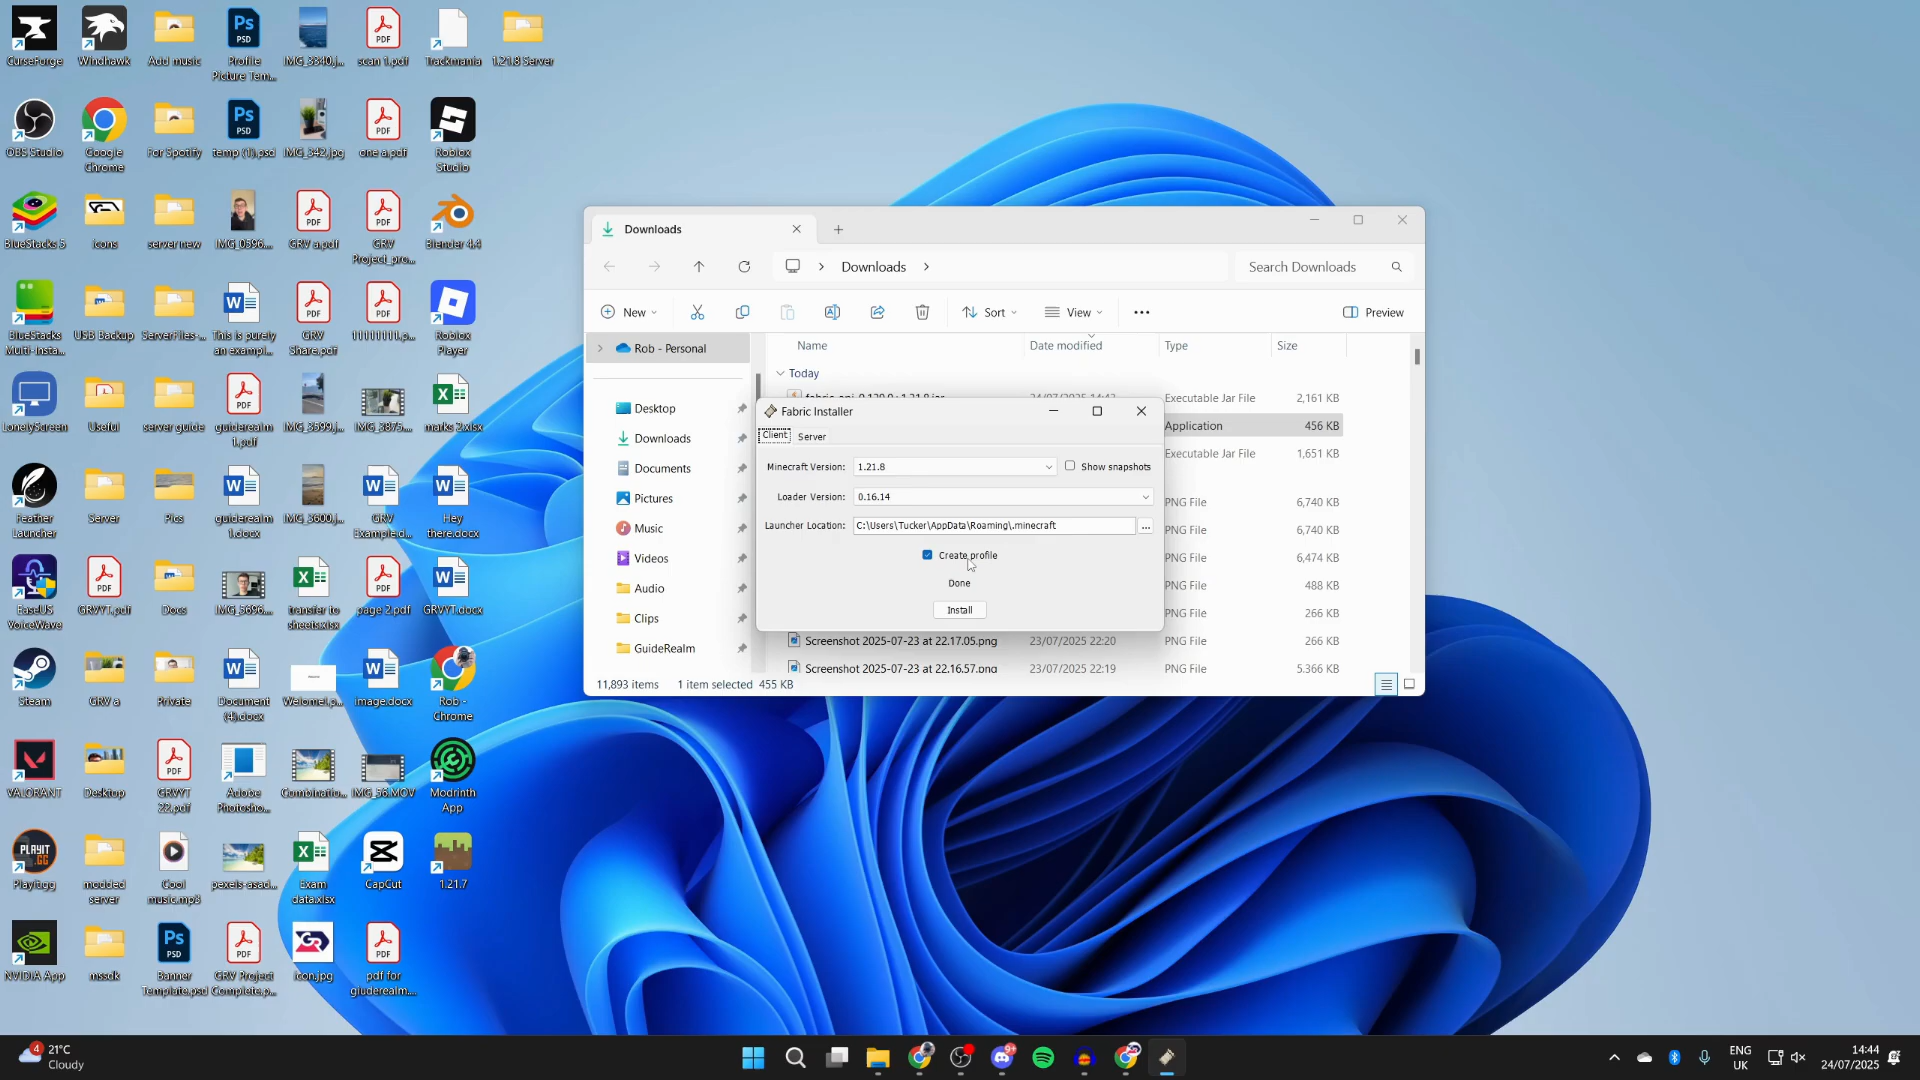 CurseForge
Windhawk
Add music
Profile
Picture Tem...
IMG_3340.j...
scan 1.pdf
Trackmania
1.21.8 Server
OBS Studio
Google
Chrome
For Spotify
temp (1).psd
IMG_342.jpg
one a.pdf
Roblox
Studio
BlueStacks 5
icons
server new
IMG_0596...
GRV a.pdf
GRV
Project_pro...
Blender 4.4
BlueStacks
Multi-Insta...
USB Backup
ServerFiles-...
This is purely
an exampl...
GRV
Share.pdf
11111111.p...
Roblox
Player
LonelyScreen
Useful
server guide
guiderealm
1.pdf
IMG_3599.j...
IMG_3875....
marks 2.xlsx
Feather
Launcher
Server
Pics
guiderealm
1.docx
IMG_3600.j...
GRV
Example.d...
Hey
there.docx
EaseUS
VoiceWave
GRVYT.pdf
Docs
IMG_5696....
transfer to
sheets.xlsx
page 2.pdf
GRVYT.docx
Steam
GRV a
Private
Document
(4).docx
Welome!.p...
image.docx
Rob -
Chrome
VALORANT
Desktop
GRVYT
22.pdf
Adobe
Photosho...
Combinatio...
IMG_56.MOV
Modrinth
App
PLAYIT
.GG
Playit.gg
modded
server
Cool
music.mp3
pexels-asad...
Exam
data.xlsx
CapCut
1.21.7
NVIDIA App
mssdk
Banner
Template.psd
GRV Project
Complete.p...
icon.jpg
pdf for
giuderealm....
Downloads
Downloads
Search Downloads
New
Sort
View
Preview
Rob - Personal
Desktop
Downloads
Documents
Pictures
Music
Videos
Audio
Clips
GuideRealm
Name
Date modified
Type
Size
Today
Executable Jar File
2,161 KB
Application
456 KB
Executable Jar File
1,651 KB
PNG File
6,740 KB
PNG File
6,740 KB
PNG File
6,474 KB
PNG File
488 KB
PNG File
266 KB
Screenshot 2025-07-23 at 22.17.05.png
23/07/2025 22:20
PNG File
266 KB
Screenshot 2025-07-23 at 22.16.57.png
23/07/2025 22:19
PNG File
5,366 KB
11,893 items
1 item selected 455 KB
Fabric Installer
Client Server
Minecraft Version:
1.21.8
Show snapshots
Loader Version:
0.16.14
Launcher Location:
C:\Users\Tucker\AppData\Roaming\.minecraft
...
Create profile
Done
Install
4
21°C
Cloudy
9+
ENG
UK
14:44
24/07/2025